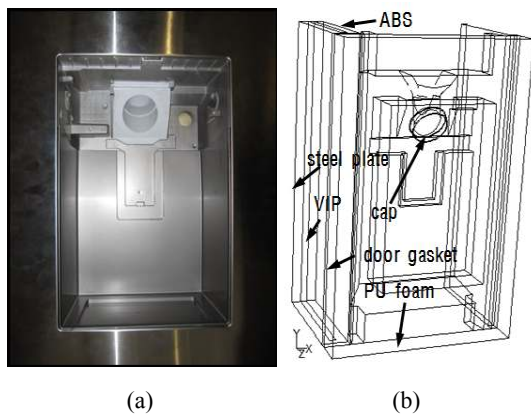 ABS
steel plate
VIP
cap
door gasket
PU foam
Y
Z X
(a)
(b)